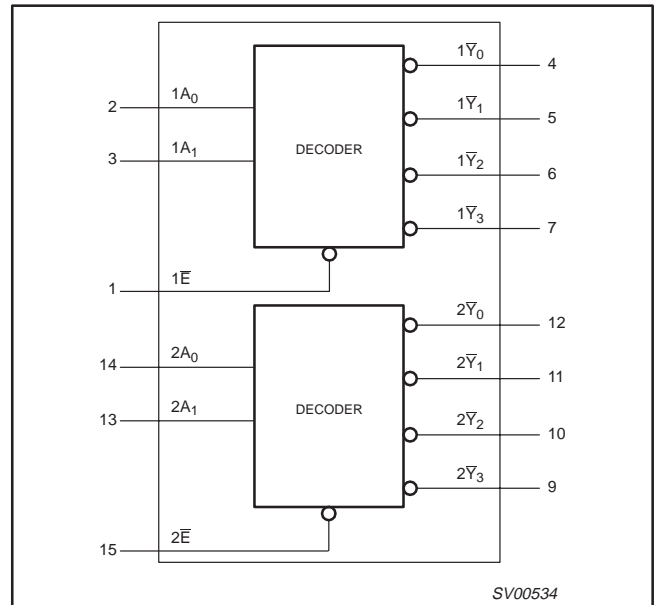 1Y̅₀ 4
2 1A₀
1Y̅₁ 5
3 1A₁ DECODER
1Y̅₂ 6
1Y̅₃ 7
1 1E̅
2Y̅₀ 12
14 2A₀
2Y̅₁ 11
13 2A₁ DECODER
2Y̅₂ 10
2Y̅₃ 9
15 2E̅
SV00534